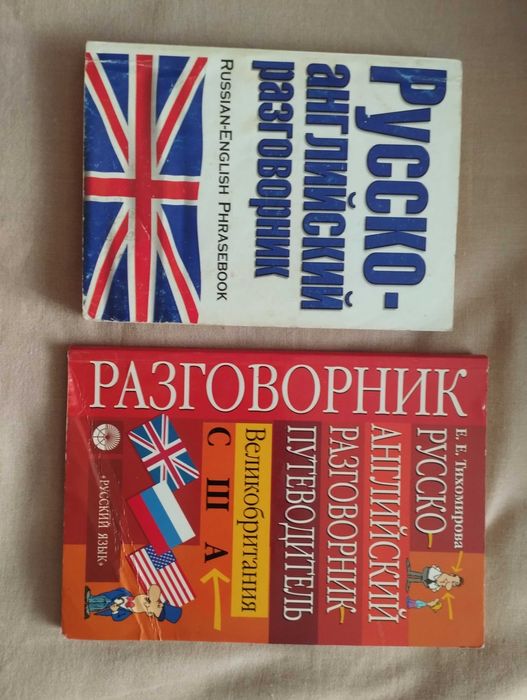 Русско-
английский
разговорник
RUSSIAN-ENGLISH PHRASEBOOK
РАЗГОВОРНИК
Е. Е. Тихомирова
РУССКО-
АНГЛИЙСКИЙ
РАЗГОВОРНИК-
ПУТЕВОДИТЕЛЬ
Великобритания
США
«РУССКИЙ ЯЗЫК»